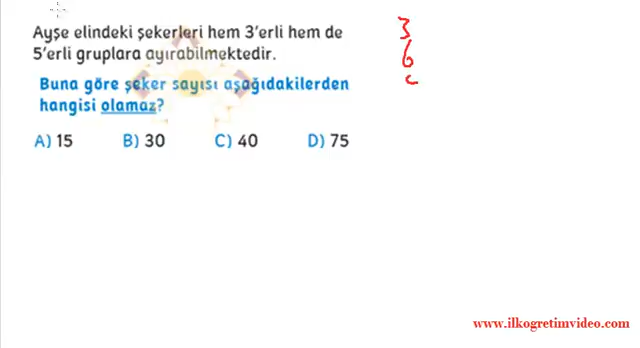 Ayşe elindeki şekerleri hem 3'erli hem de
5'erli gruplara ayırabilmektedir.
Buna göre şeker sayısı aşağıdakilerden
hangisi olamaz?
A) 15 B) 30 C) 40 D) 75
3
6
www.ilkogretimvideo.com